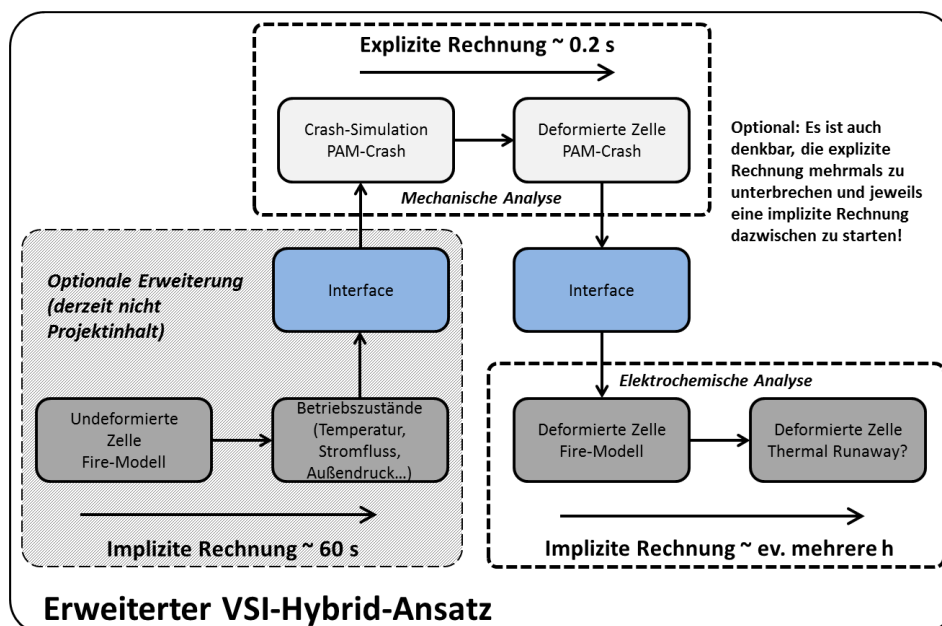 Explizite Rechnung ~ 0.2 s
Crash-Simulation
PAM-Crash
Deformierte Zelle
PAM-Crash
Mechanische Analyse
Optional: Es ist auch
denkbar, die explizite
Rechnung mehrmals zu
unterbrechen und jeweils
eine implizite Rechnung
dazwischen zu starten!
Optionale Erweiterung
(derzeit nicht
Projektinhalt)
Interface
Interface
Undeformierte
Zelle
Fire-Modell
Betriebszustände
(Temperatur,
Stromfluss,
Außendruck...)
Implizite Rechnung ~ 60 s
Elektrochemische Analyse
Deformierte Zelle
Fire-Modell
Deformierte Zelle
Thermal Runaway?
Implizite Rechnung ~ ev. mehrere h
Erweiterter VSI-Hybrid-Ansatz